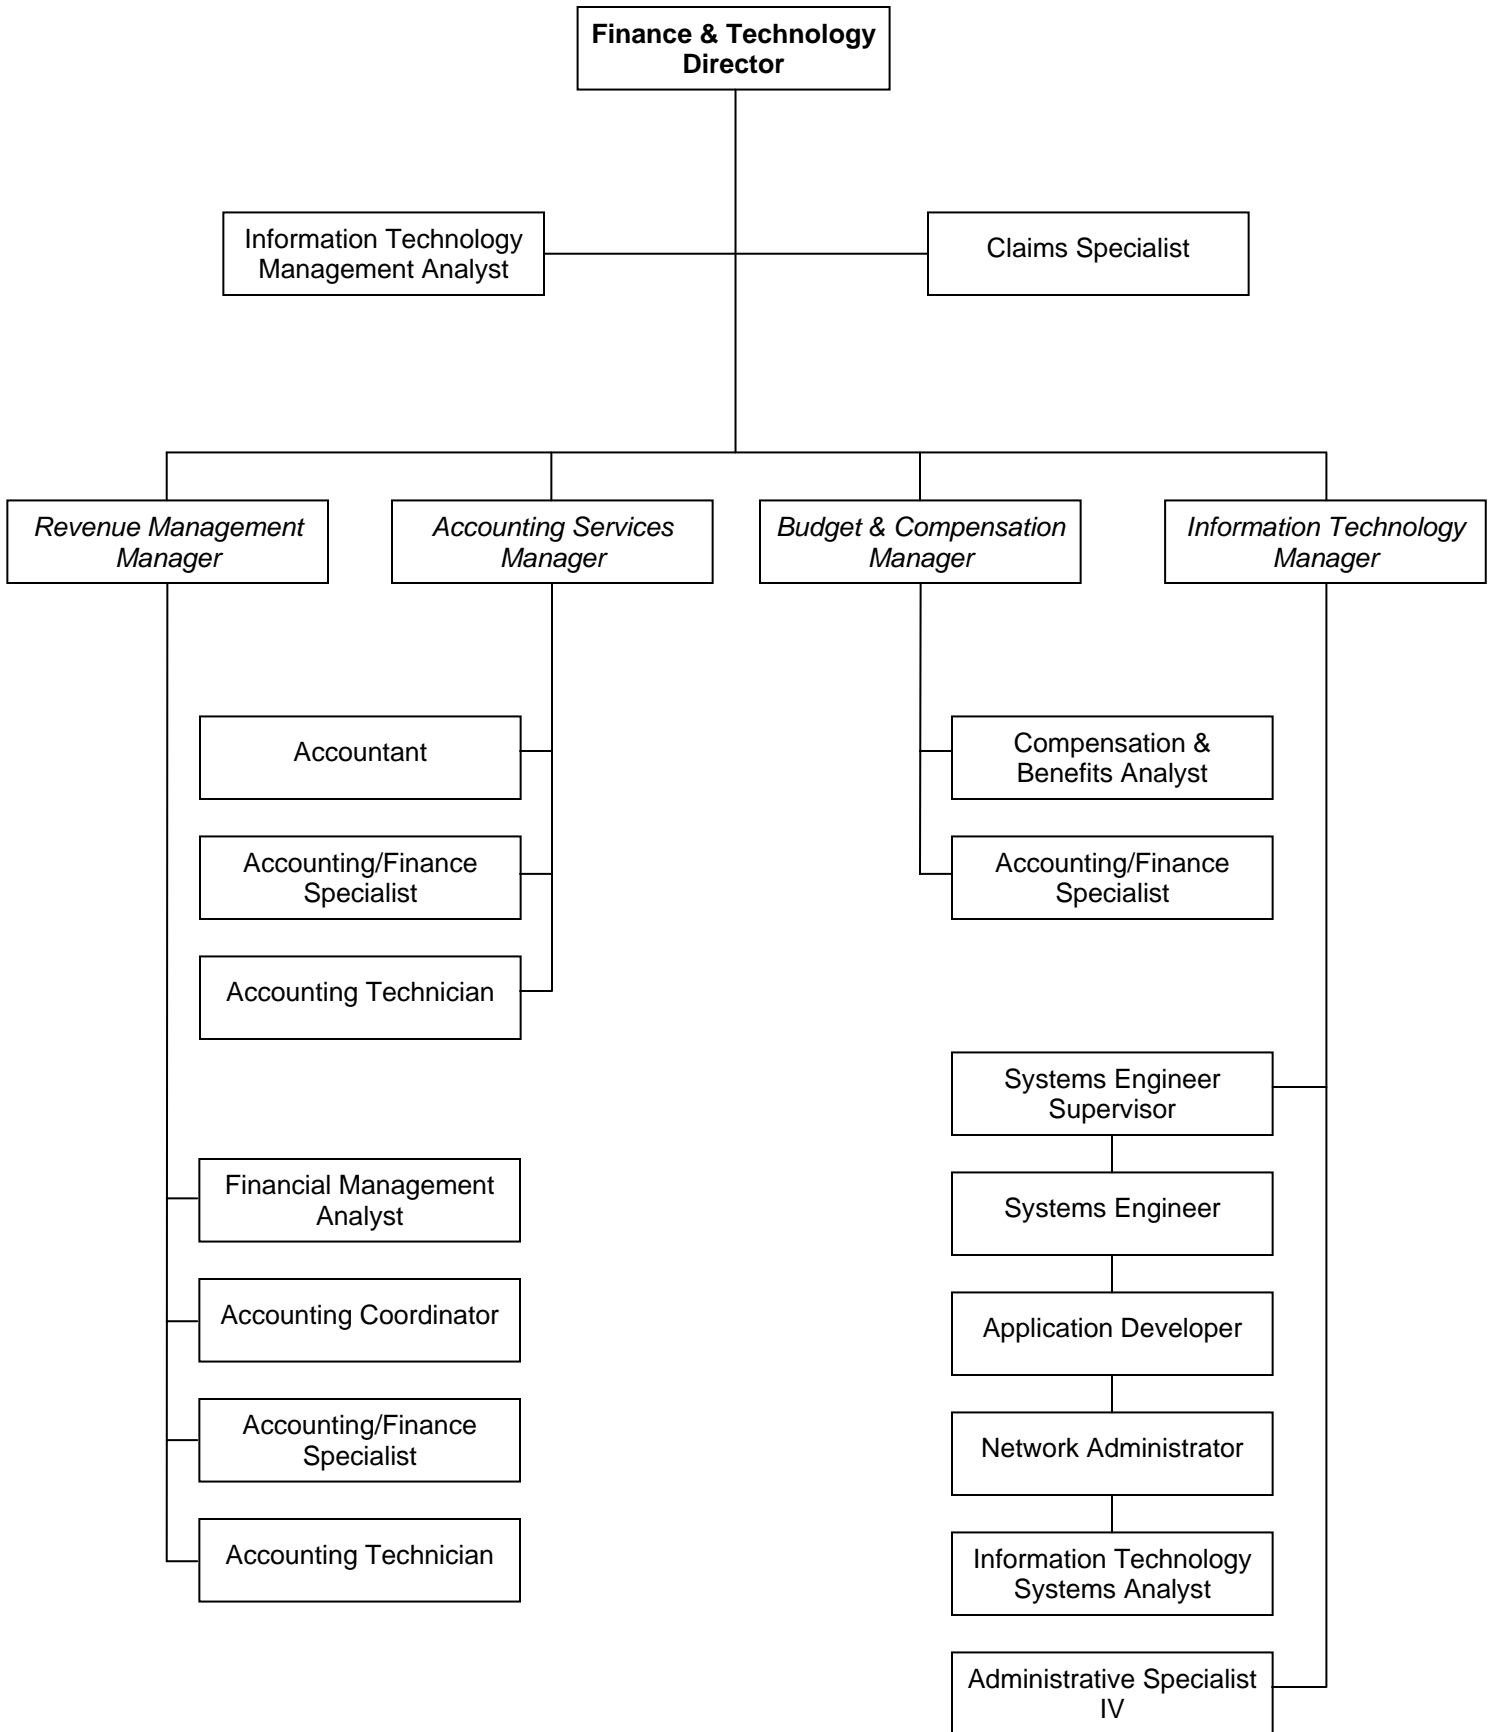 Finance & Technology
Director
Information Technology
Management Analyst
Claims Specialist
Revenue Management
Manager
Accounting Services
Manager
Budget & Compensation
Manager
Information Technology
Manager
Accountant
Accounting/Finance
Specialist
Accounting Technician
Compensation &
Benefits Analyst
Accounting/Finance
Specialist
Financial Management
Analyst
Accounting Coordinator
Accounting/Finance
Specialist
Accounting Technician
Systems Engineer
Supervisor
Systems Engineer
Application Developer
Network Administrator
Information Technology
Systems Analyst
Administrative Specialist
IV